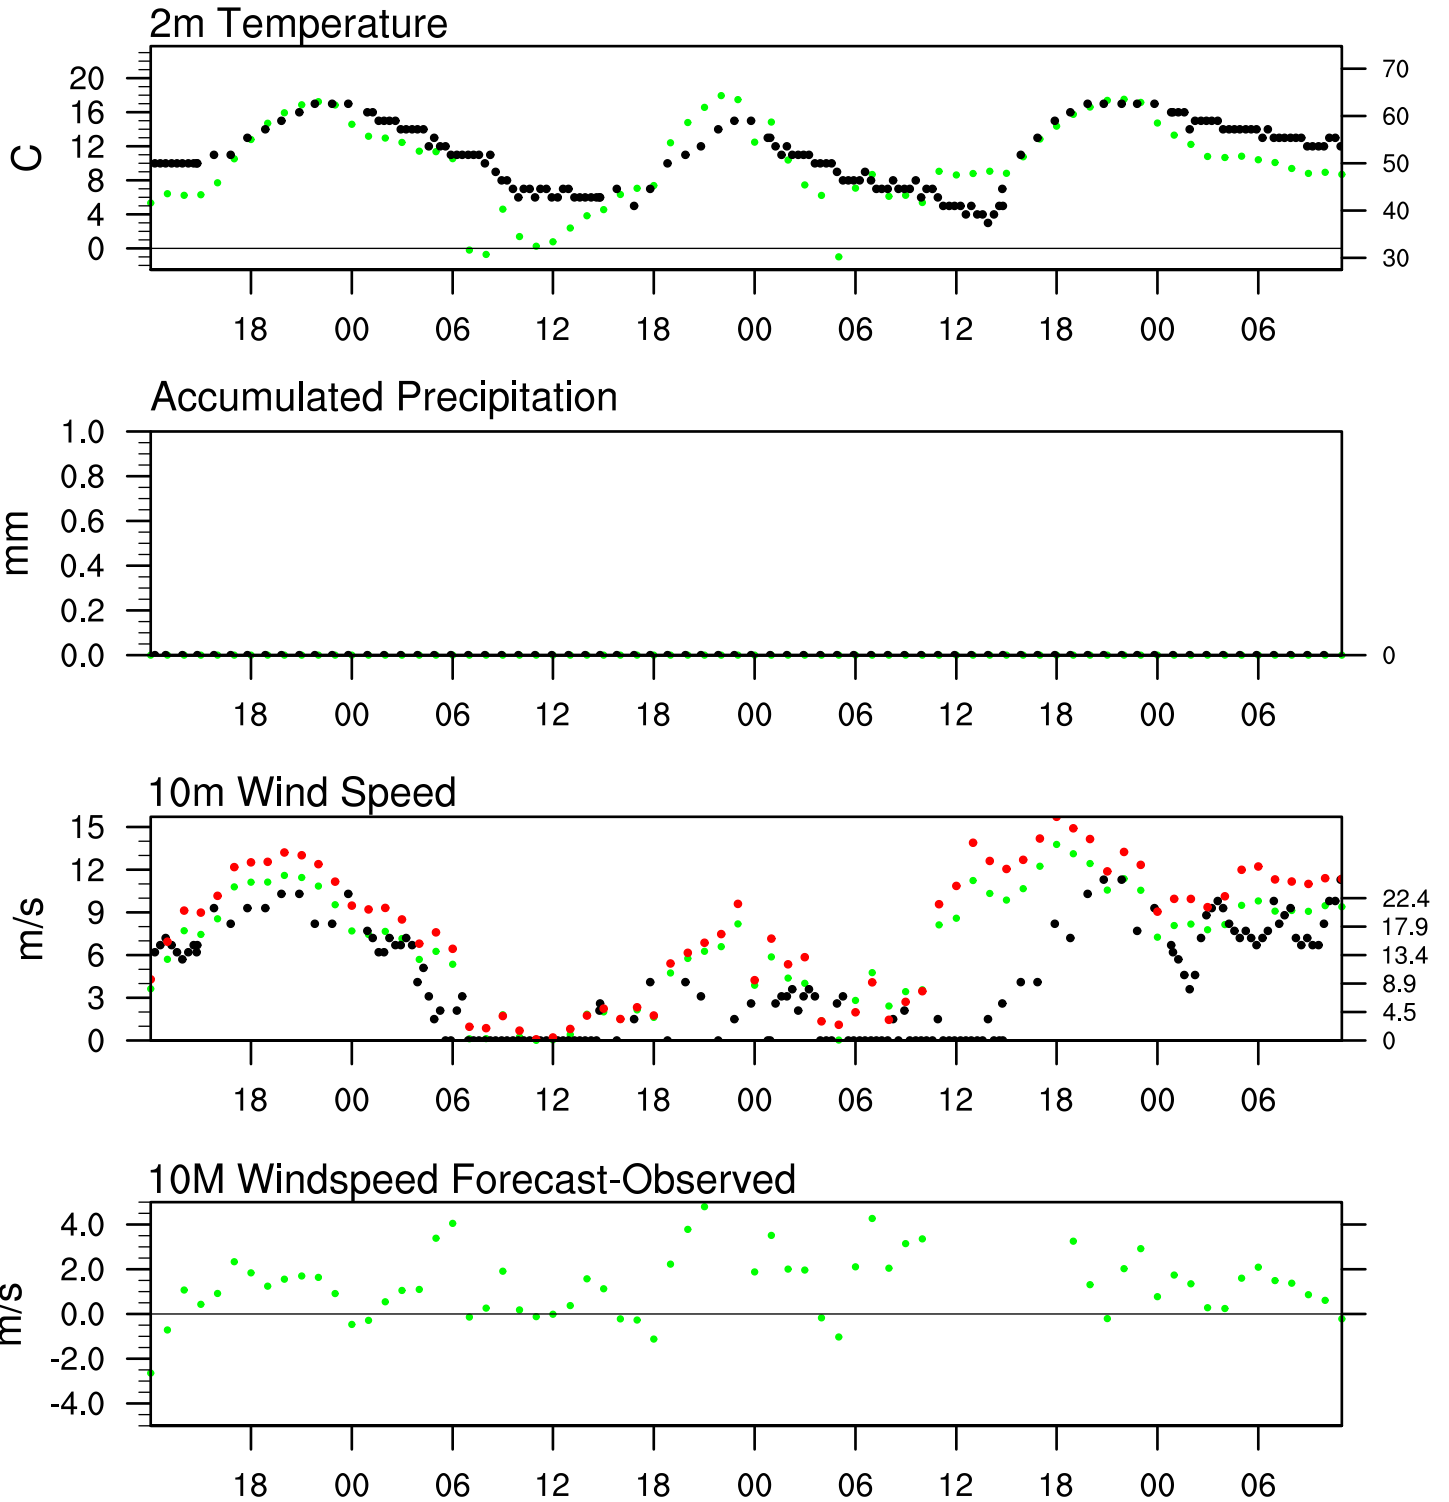 2m Temperature
20
16
12
8
4
0
C
70
60
50
40
30
18 00 06 12 18 00 06 12 18 00 06
Accumulated Precipitation
1.0
0.8
0.6
0.4
0.2
0.0
mm
0
18 00 06 12 18 00 06 12 18 00 06
10m Wind Speed
15
12
9
6
3
0
m/s
22.4
17.9
13.4
8.9
4.5
0
18 00 06 12 18 00 06 12 18 00 06
10M Windspeed Forecast-Observed
4.0
2.0
0.0
-2.0
-4.0
m/s
18 00 06 12 18 00 06 12 18 00 06